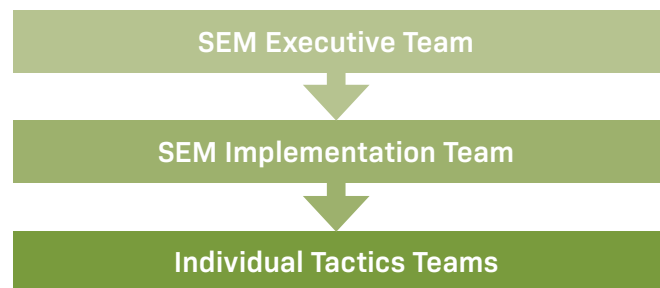 SEM Executive Team
SEM Implementation Team
Individual Tactics Teams